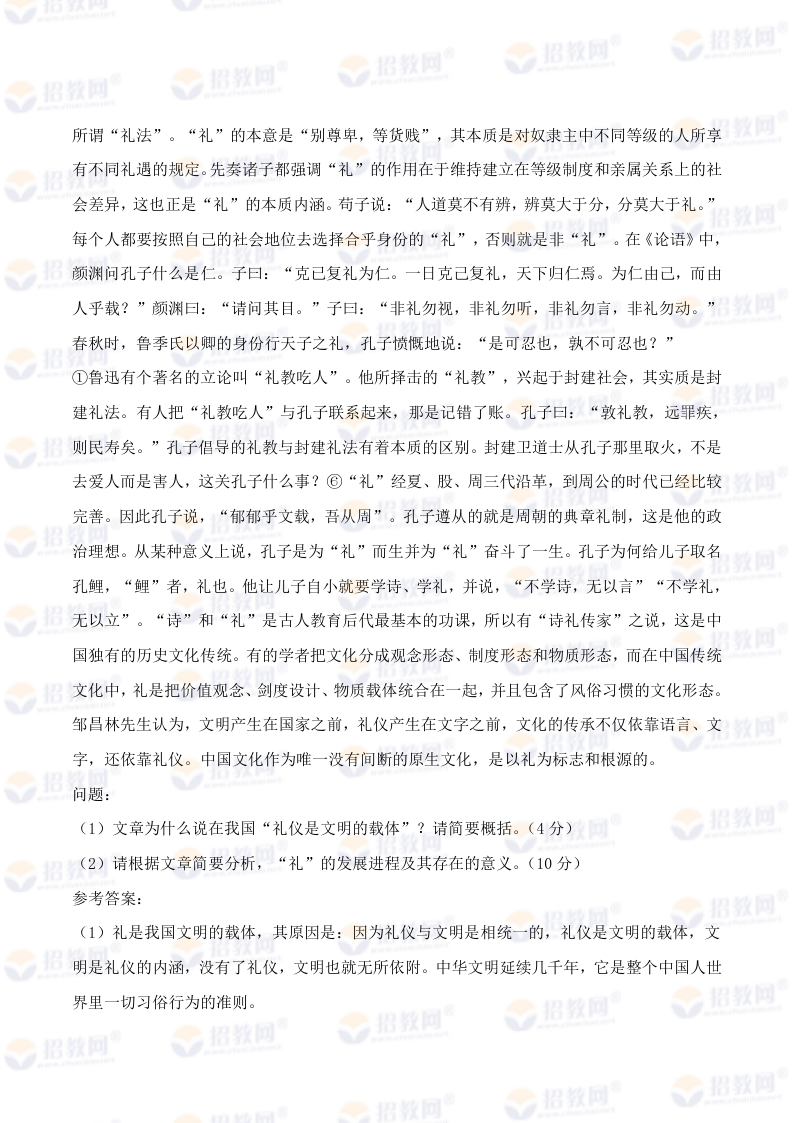 所谓“礼法”。“礼”的本意是“别尊卑，等货贱”，其本质是对奴隶主中不同等级的人所享
有不同礼遇的规定。先奏诸子都强调“礼”的作用在于维持建立在等级制度和亲属关系上的社
会差异，这也正是“礼”的本质内涵。苟子说：“人道莫不有辨，辨莫大于分，分莫大于礼。”
每个人都要按照自己的社会地位去选择合乎身份的“礼”，否则就是非“礼”。在《论语》中，
颜渊问孔子什么是仁。子曰：“克已复礼为仁。一日克己复礼，天下归仁焉。为仁由己，而由
人乎载？”颜渊曰：“请问其目。”子曰：“非礼勿视，非礼勿听，非礼勿言，非礼勿动。”
春秋时，鲁季氏以卿的身份行天子之礼，孔子愤慨地说：“是可忍也，孰不可忍也？”
①鲁迅有个著名的立论叫“礼教吃人”。他所择击的“礼教”，兴起于封建社会，其实质是封
建礼法。有人把“礼教吃人”与孔子联系起来，那是记错了账。孔子曰：“敦礼教，远罪疾，
则民寿矣。”孔子倡导的礼教与封建礼法有着本质的区别。封建卫道士从孔子那里取火，不是
去爱人而是害人，这关孔子什么事？⑥“礼”经夏、股、周三代沿革，到周公的时代已经比较
完善。因此孔子说，“郁郁乎文载，吾从周”。孔子遵从的就是周朝的典章礼制，这是他的政
治理想。从某种意义上说，孔子是为“礼”而生并为“礼”奋斗了一生。孔子为何给儿子取名
孔鲤，“鲤”者，礼也。他让儿子自小就要学诗、学礼，并说，“不学诗，无以言”“不学礼，
无以立”。“诗”和“礼”是古人教育后代最基本的功课，所以有“诗礼传家”之说，这是中
国独有的历史文化传统。有的学者把文化分成观念形态、制度形态和物质形态，而在中国传统
文化中，礼是把价值观念、剑度设计、物质载体统合在一起，并且包含了风俗习惯的文化形态。
邹昌林先生认为，文明产生在国家之前，礼仪产生在文字之前，文化的传承不仅依靠语言、文
字，还依靠礼仪。中国文化作为唯一没有间断的原生文化，是以礼为标志和根源的。
问题：
（1）文章为什么说在我国“礼仪是文明的载体”？请简要概括。（4 分）
（2）请根据文章简要分析，“礼”的发展进程及其存在的意义。（10 分）
参考答案：
（1）礼是我国文明的载体，其原因是：因为礼仪与文明是相统一的，礼仪是文明的载体，文
明是礼仪的内涵，没有了礼仪，文明也就无所依附。中华文明延续几千年，它是整个中国人世
界里一切习俗行为的准则。